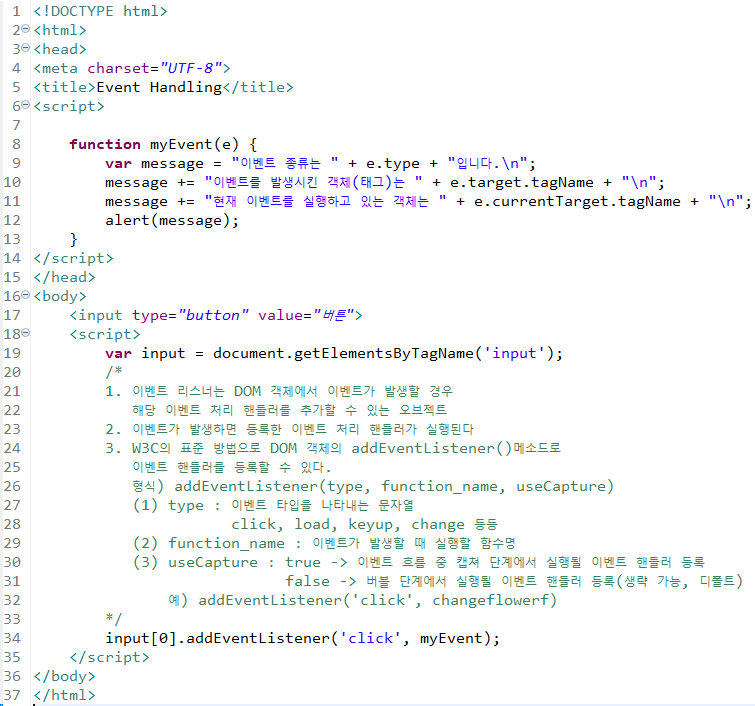 1 <!DOCTYPE html>
2 <html>
3 <head>
4 <meta charset="UTF-8">
5 <title>Event Handling</title>
6 <script>
7
8     function myEvent(e) {
9         var message = "이벤트 종류는 " + e.type + "입니다.\n";
10         message += "이벤트를 발생시킨 객체(태그)는 " + e.target.tagName + "\n";
11         message += "현재 이벤트를 실행하고 있는 객체는 " + e.currentTarget.tagName + "\n";
12         alert(message);
13     }
14 </script>
15 </head>
16 <body>
17     <input type="button" value="버튼">
18     <script>
19         var input = document.getElementsByTagName('input');
20         /*
21         1. 이벤트 리스너는 DOM 객체에서 이벤트가 발생할 경우
22            해당 이벤트 처리 핸들러를 추가할 수 있는 오브젝트
23         2. 이벤트가 발생하면 등록한 이벤트 처리 핸들러가 실행된다
24         3. W3C의 표준 방법으로 DOM 객체의 addEventListener()메소드로
25            이벤트 핸들러를 등록할 수 있다.
26            형식) addEventListener(type, function_name, useCapture)
27            (1) type : 이벤트 타입을 나타내는 문자열
28                       click, load, keyup, change 등등
29            (2) function_name : 이벤트가 발생할 때 실행할 함수명
30            (3) useCapture : true -> 이벤트 흐름 중 캡쳐 단계에서 실행될 이벤트 핸들러 등록
31                             false -> 버블 단계에서 실행될 이벤트 핸들러 등록(생략 가능, 디폴트)
32                예) addEventListener('click', changeflowerf)
33         */
34         input[0].addEventListener('click', myEvent);
35     </script>
36 </body>
37 </html>